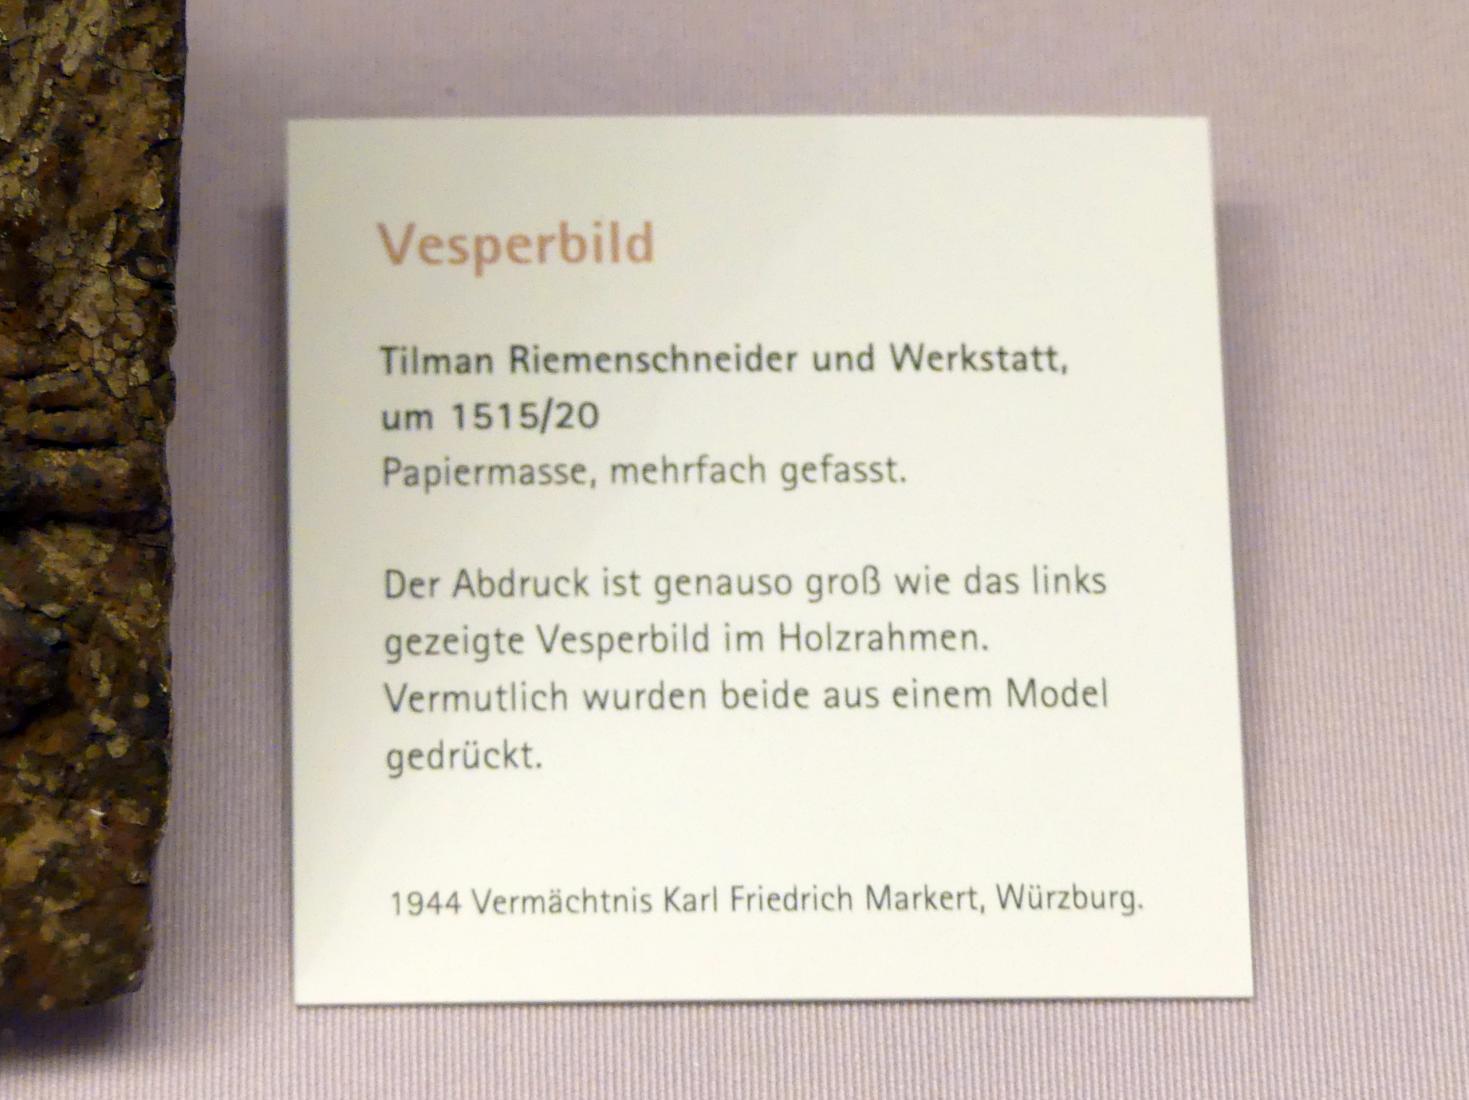 Vesperbild
Tilman Riemenschneider und Werkstatt,
um 1515/20
Papiermasse, mehrfach gefasst.
Der Abdruck ist genauso groß wie das links
gezeigte Vesperbild im Holzrahmen.
Vermutlich wurden beide aus einem Model
gedrückt.
1944 Vermächtnis Karl Friedrich Markert, Würzburg.